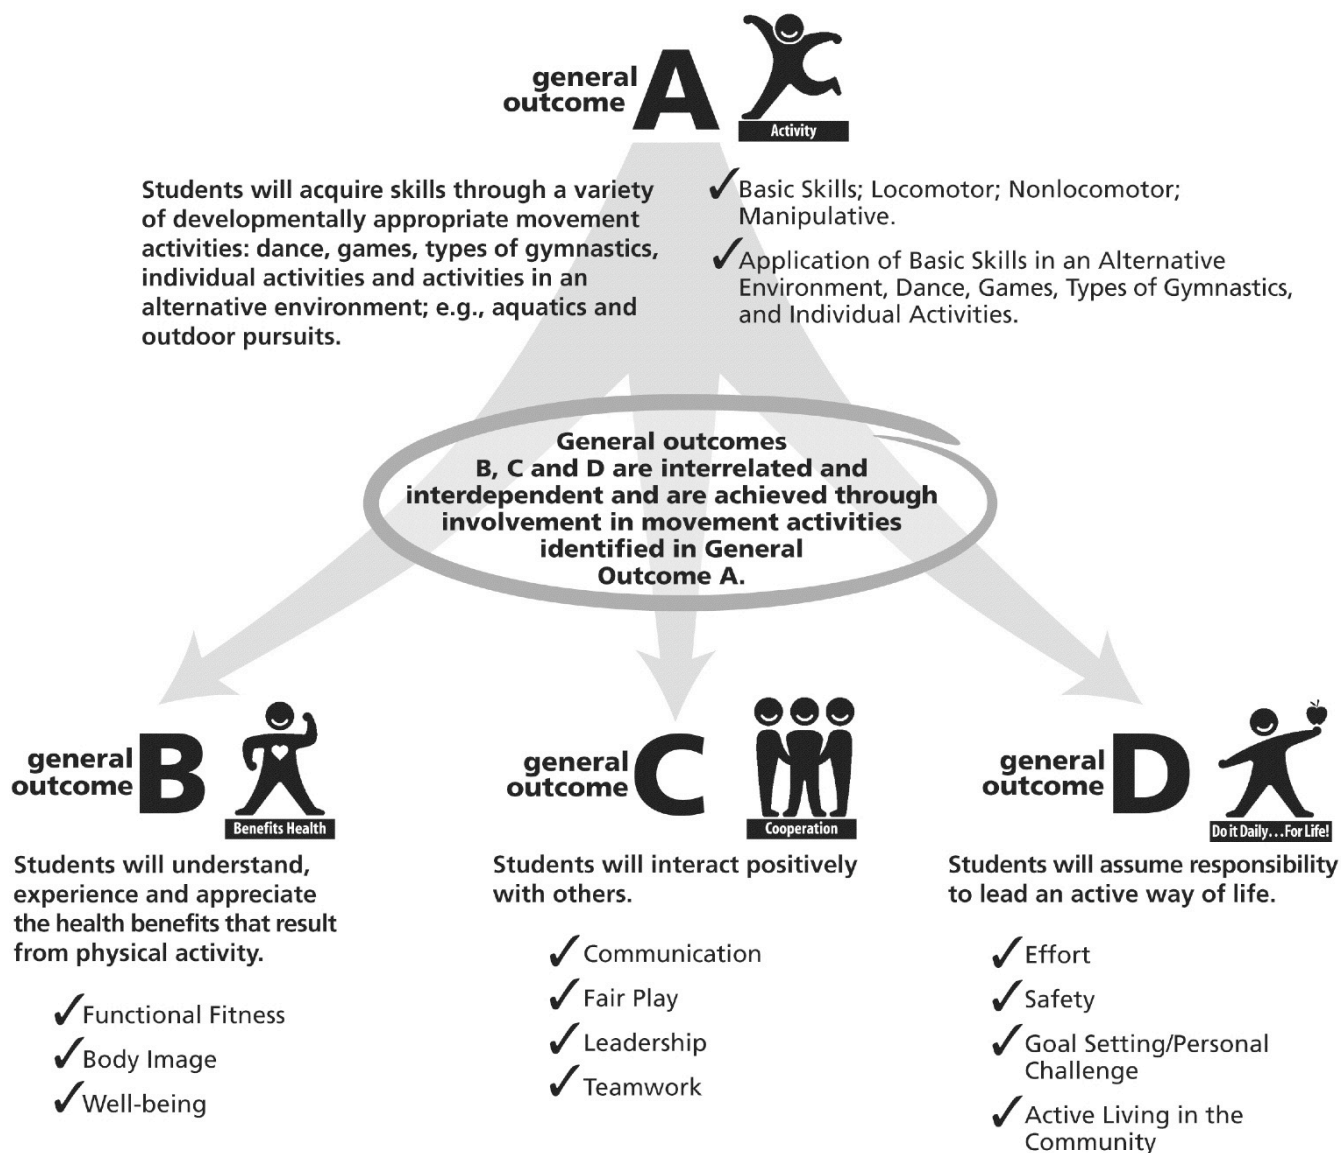 general
outcome A
Activity
Students will acquire skills through a variety
of developmentally appropriate movement
activities: dance, games, types of gymnastics,
individual activities and activities in an
alternative environment; e.g., aquatics and
outdoor pursuits.
✓Basic Skills; Locomotor; Nonlocomotor;
Manipulative.
✓Application of Basic Skills in an Alternative
Environment, Dance, Games, Types of Gymnastics,
and Individual Activities.
General outcomes
B, C and D are interrelated and
interdependent and are achieved through
involvement in movement activities
identified in General
Outcome A.
general
outcome B
Benefits Health
Students will understand,
experience and appreciate
the health benefits that result
from physical activity.
✓Functional Fitness
✓Body Image
✓Well-being
general
outcome C
Cooperation
Students will interact positively
with others.
✓Communication
✓Fair Play
✓Leadership
✓Teamwork
general
outcome D
Do it Daily...For Life!
Students will assume responsibility
to lead an active way of life.
✓Effort
✓Safety
✓Goal Setting/Personal
Challenge
✓Active Living in the
Community